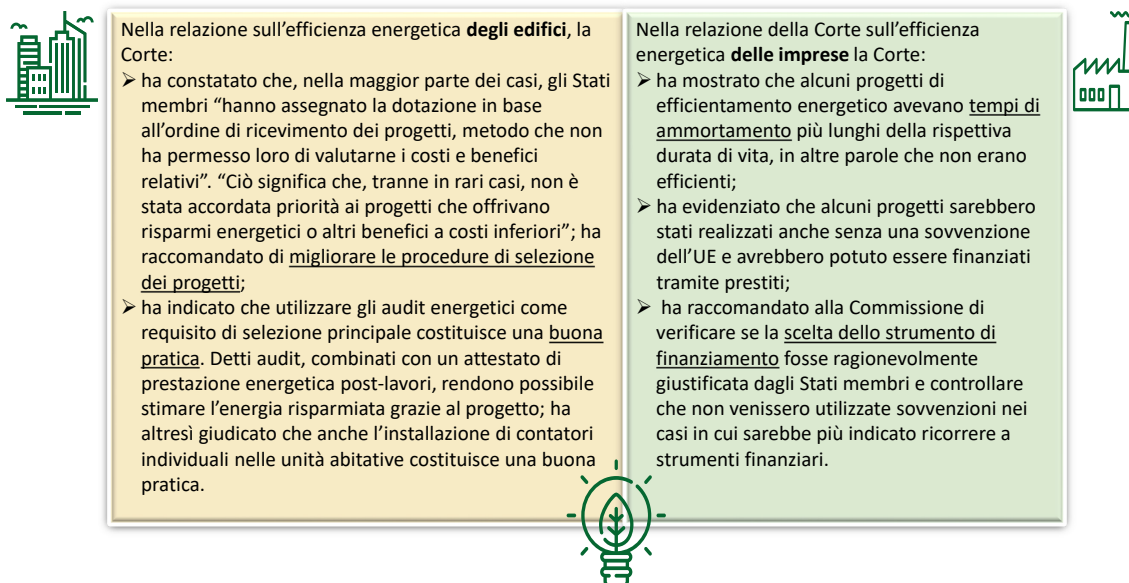 Nella relazione sull’efficienza energetica degli edifici, la
Corte:
➢ ha constatato che, nella maggior parte dei casi, gli Stati
membri “hanno assegnato la dotazione in base
all’ordine di ricevimento dei progetti, metodo che non
ha permesso loro di valutarne i costi e benefici
relativi”. “Ciò significa che, tranne in rari casi, non è
stata accordata priorità ai progetti che offrivano
risparmi energetici o altri benefici a costi inferiori”; ha
raccomandato di migliorare le procedure di selezione
dei progetti;
➢ ha indicato che utilizzare gli audit energetici come
requisito di selezione principale costituisce una buona
pratica. Detti audit, combinati con un attestato di
prestazione energetica post-lavori, rendono possibile
stimare l’energia risparmiata grazie al progetto; ha
altresì giudicato che anche l’installazione di contatori
individuali nelle unità abitative costituisce una buona
pratica.
Nella relazione della Corte sull’efficienza
energetica delle imprese la Corte:
➢ ha mostrato che alcuni progetti di
efficientamento energetico avevano tempi di
ammortamento più lunghi della rispettiva
durata di vita, in altre parole che non erano
efficienti;
➢ ha evidenziato che alcuni progetti sarebbero
stati realizzati anche senza una sovvenzione
dell’UE e avrebbero potuto essere finanziati
tramite prestiti;
➢ ha raccomandato alla Commissione di
verificare se la scelta dello strumento di
finanziamento fosse ragionevolmente
giustificata dagli Stati membri e controllare
che non venissero utilizzate sovvenzioni nei
casi in cui sarebbe più indicato ricorrere a
strumenti finanziari.